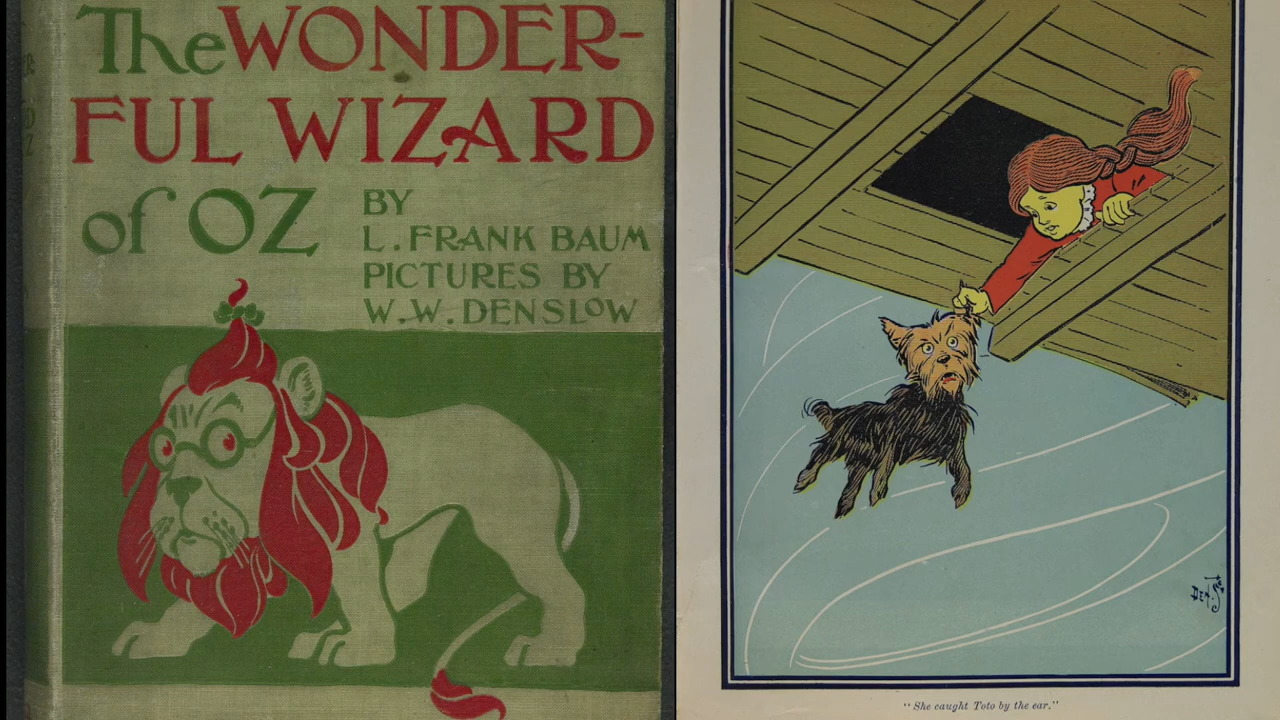 The WONDER-
FUL WIZARD
of OZ
BY
L. FRANK BAUM
PICTURES BY
W. W. DENSLOW
"She caught Toto by the ear."